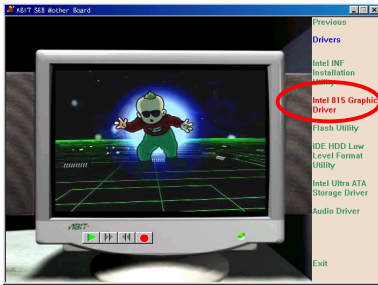 ABIT SE6 Mother Board
Previous
Drivers
Intel INF
Installation
Utility
Intel 815 Graphic
Driver
Flash Utility
IDE HDD Low
Level Format
Utility
Intel Ultra ATA
Storage Driver
Audio Driver
Exit
ABIT